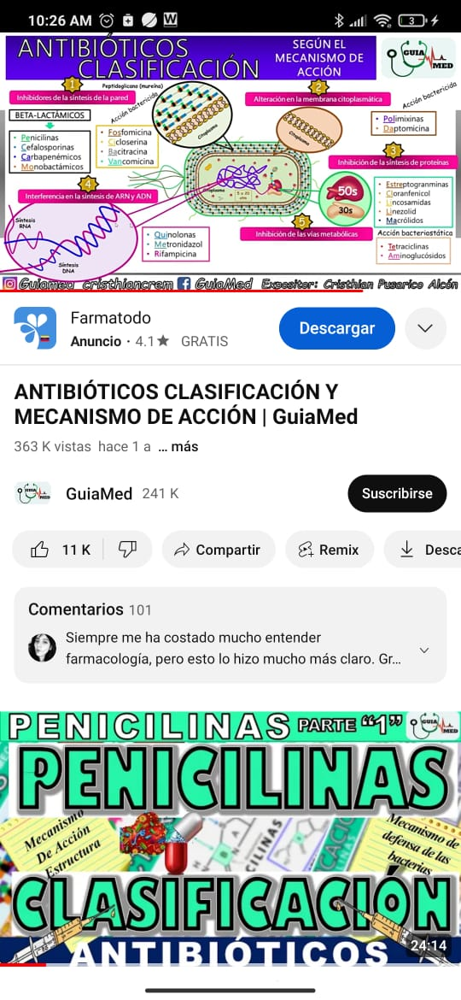 10:26 AM
W
3
ANTIBIÓTICOS
CLASIFICACIÓN
SEGÚN EL
MECANISMO DE
ACCIÓN
GUIA
MED
1
Inhibidores de la síntesis de la pared
Peptidoglicano (mureína)
Acción bactericida
BETA-LACTÁMICOS
• Penicilinas
• Cefalosporinas
• Carbapenémicos
• Monobactámicos
• Fosfomicina
• Cicloserina
• Bacitracina
• Vancomicina
Citoplasma
2
Alteración en la membrana citoplasmática
Acción bactericida
• Polimixinas
• Daptomicina
Citoplasma
3
Inhibición de la síntesis de proteínas
50s
30s
• Estreptograminas
• Cloranfenicol
• Lincosamidas
• Linezolid
• Macrólidos
Acción bacteriostática
• Tetraciclinas
• Aminoglucósidos
4
Interferencia en la síntesis de ARN y ADN
Síntesis
RNA
Síntesis
DNA
• Quinolonas
• Metronidazol
• Rifampicina
5
Inhibición de las vías metabólicas
Guiamed_cristhiancrem GuiaMed Expositor: Cristhian Pusarico Alcón
Farmatodo
Anuncio · 4.1★ GRATIS
Descargar
ANTIBIÓTICOS CLASIFICACIÓN Y
MECANISMO DE ACCIÓN | GuiaMed
363 K vistas hace 1 a ... más
GuiaMed 241 K
Suscribirse
11 K
Compartir
Remix
Desca
Comentarios 101
Siempre me ha costado mucho entender
farmacología, pero esto lo hizo mucho más claro. Gr...
PENICILINAS PARTE “1”
GUIA
MED
PENICILINAS
Mecanismo
De Acción
Estructura
CILINAS
CACIO
Mecanismo de
defensa de las
bacterias
CLASIFICACIÓN
ANTIBIÓTICOS
24:14